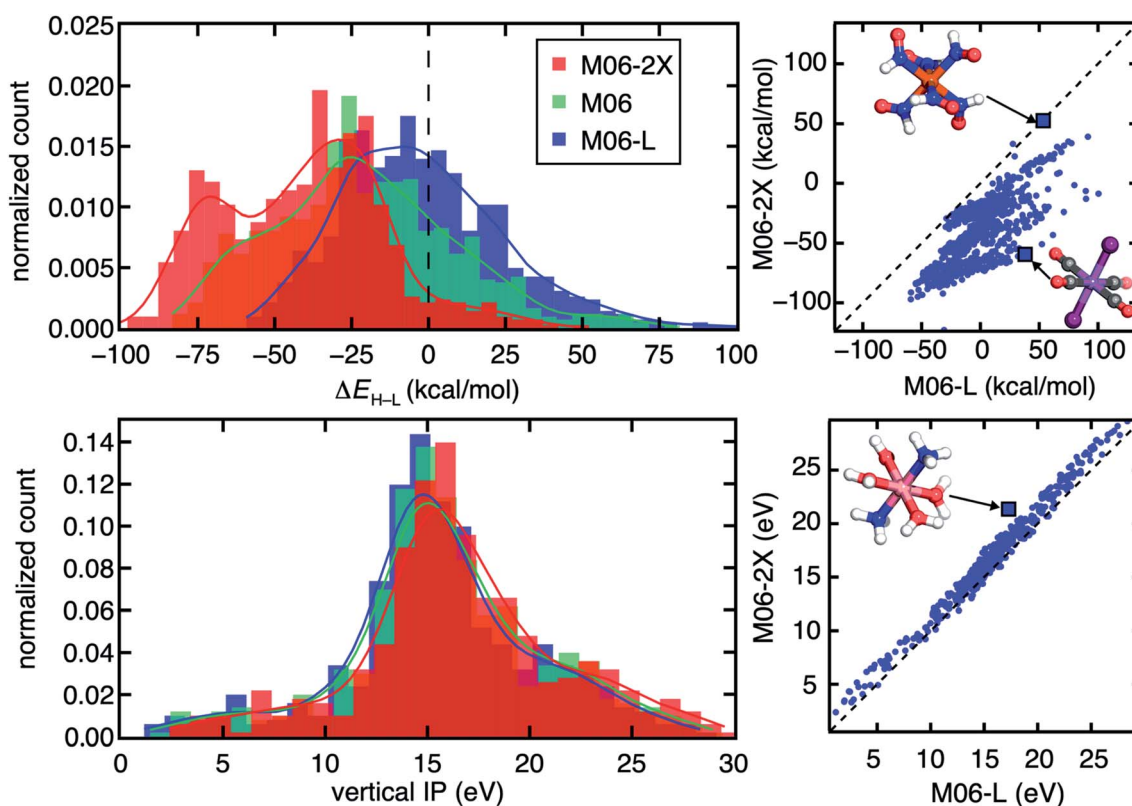 0.025
0.020
0.015
0.010
0.005
0.000
normalized count
M06-2X
M06
M06-L
−100 −75 −50 −25 0 25 50 75 100
ΔE_H–L (kcal/mol)
100
50
0
−50
−100
M06-2X (kcal/mol)
−100 −50 0 50 100
M06-L (kcal/mol)
0.14
0.12
0.10
0.08
0.06
0.04
0.02
0.00
normalized count
0 5 10 15 20 25 30
vertical IP (eV)
25
20
15
10
5
M06-2X (eV)
5 10 15 20 25
M06-L (eV)